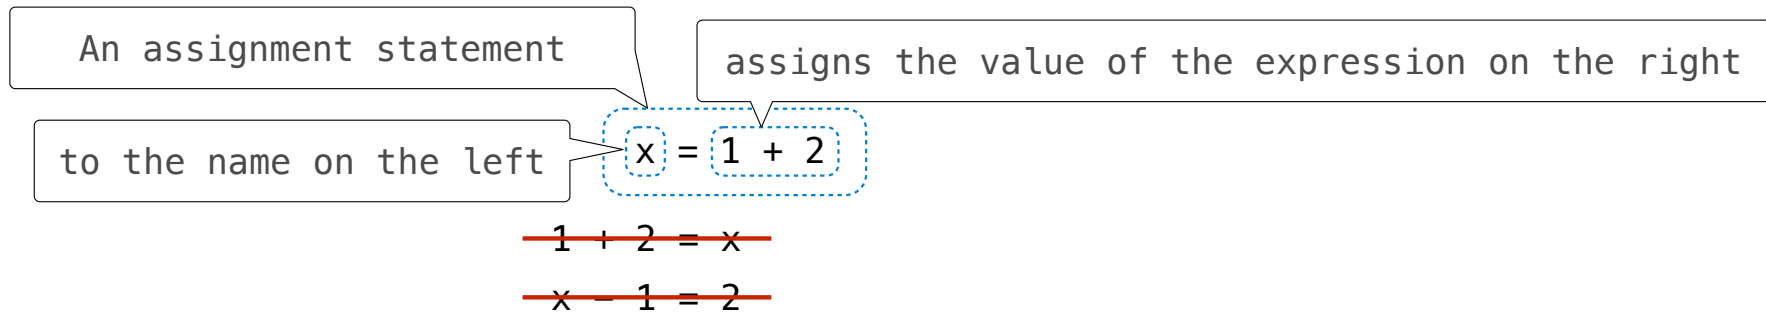 An assignment statement
assigns the value of the expression on the right
to the name on the left
x = 1 + 2
1 + 2 = x
x - 1 = 2